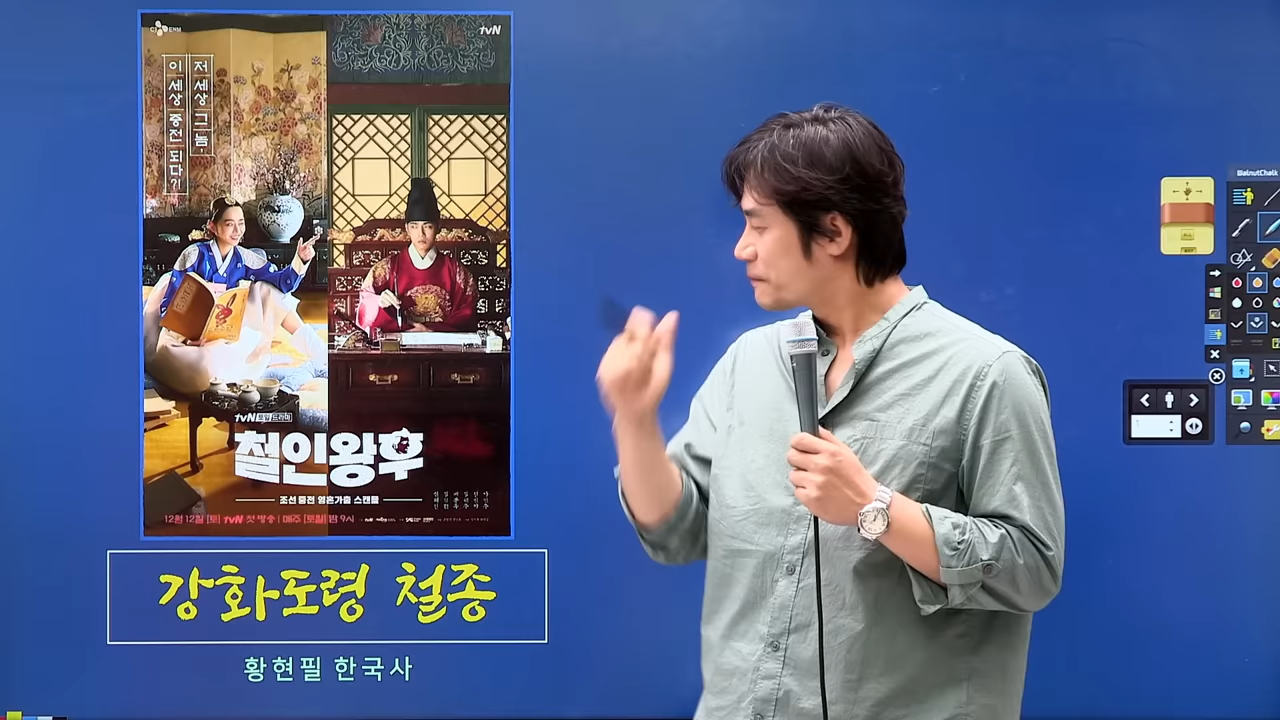 CJ ENM
tvN
저 세상 그놈,
이 세상 중전 되다?!
tvN 토일드라마
철인왕후
조선 중전 영혼가출 스캔들
12월 12일 [토] tvN 첫 방송 | 매주 [토일] 밤 9시
강화도령 철종
황현필 한국사
WalnutChalk